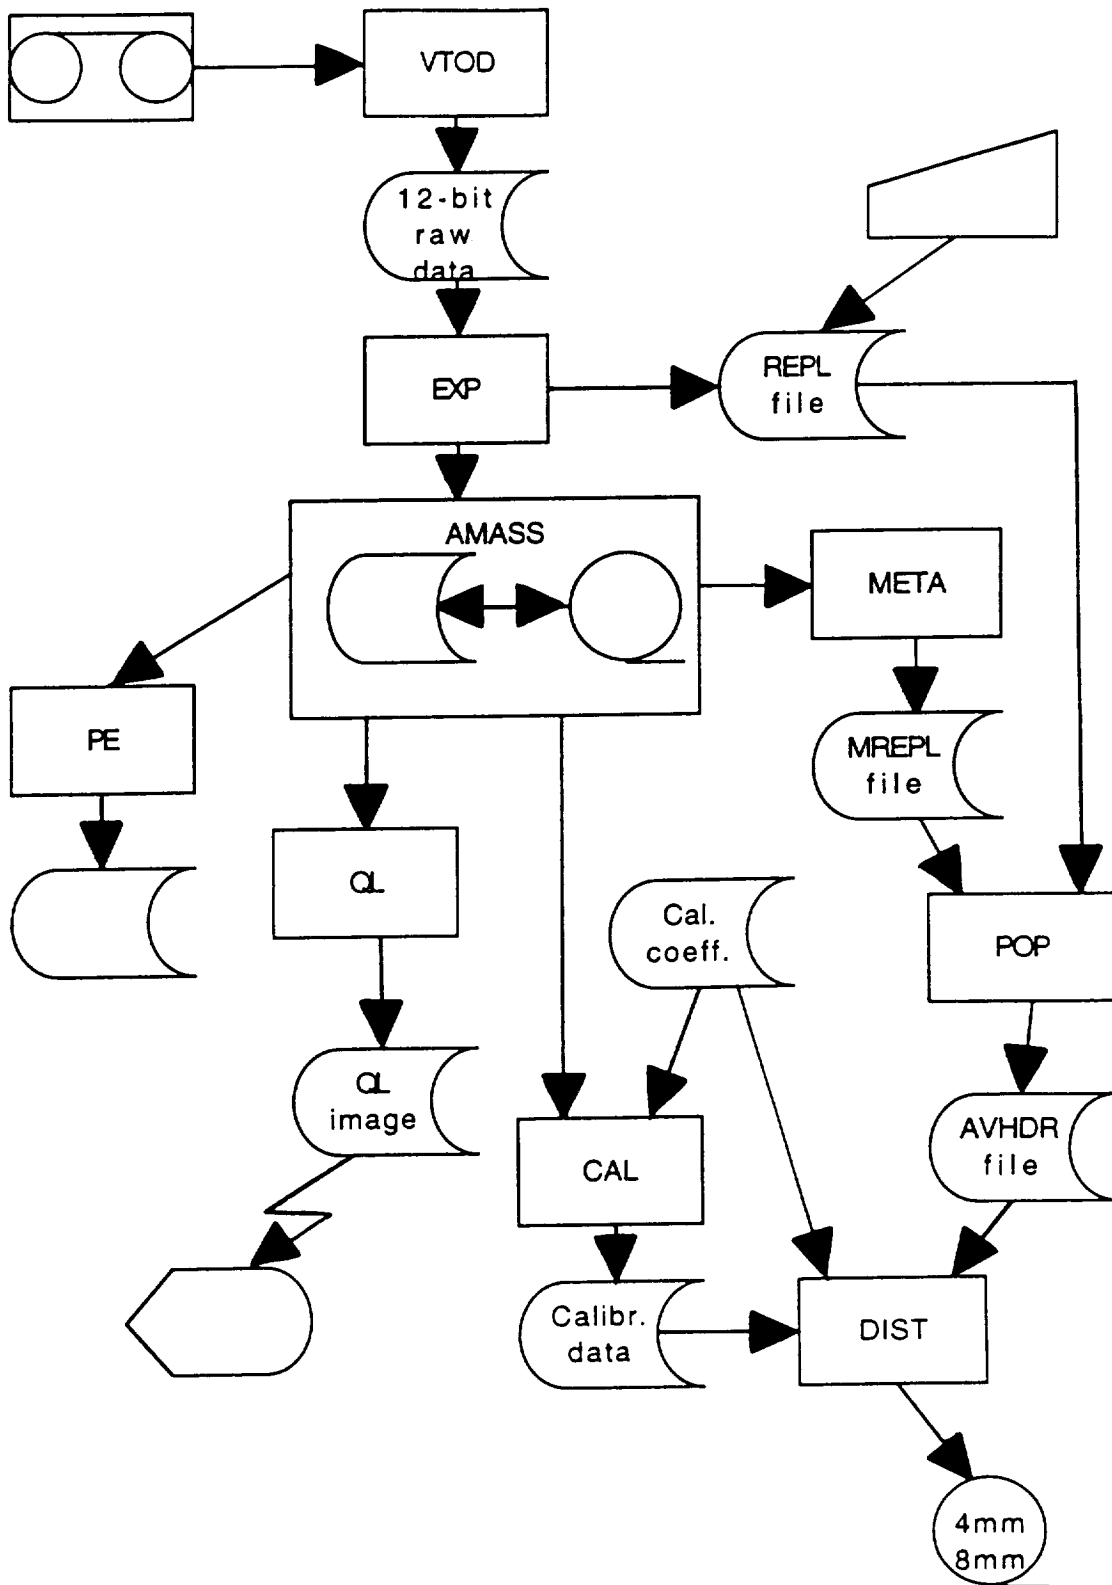 VTOD
12-bit
raw
data
REPL
file
EXP
AMASS
META
PE
MREPL
file
QL
Cal.
coeff.
POP
QL
image
AVHDR
file
CAL
Calibr.
data
DIST
4mm
8mm